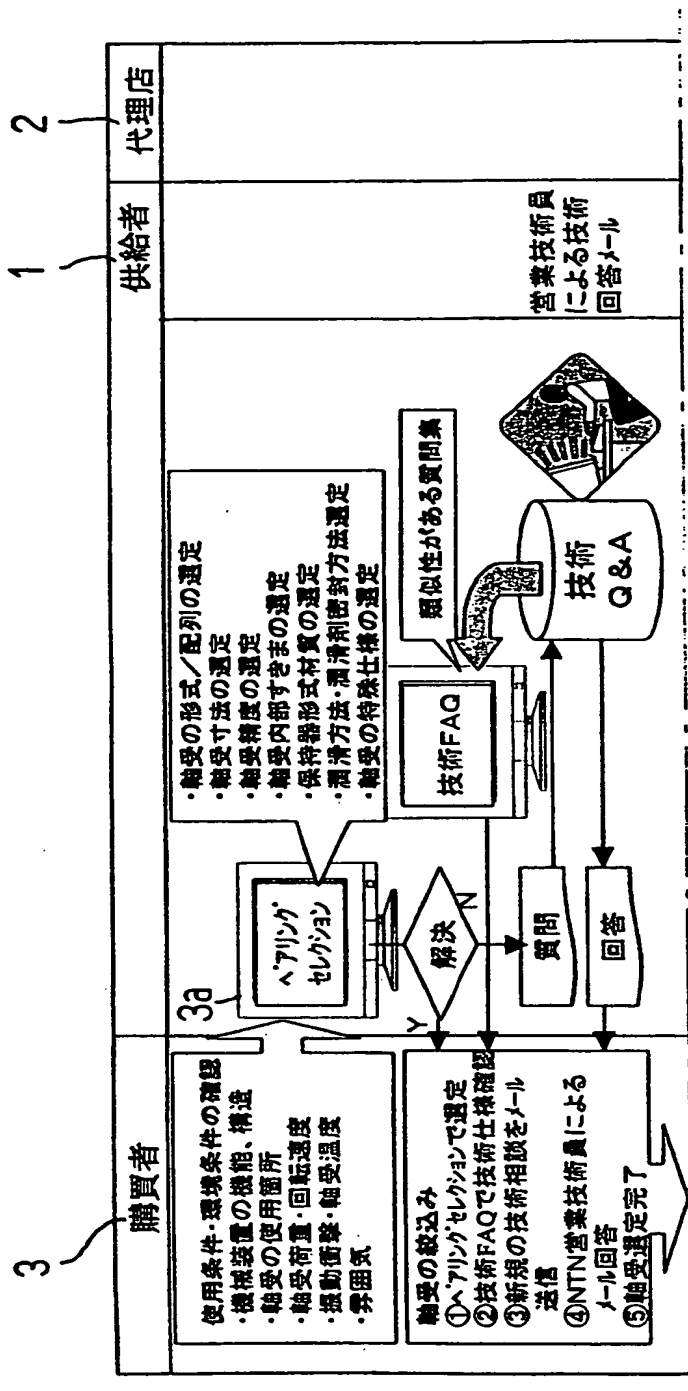 3
1
2
購買者
供給者
代理店
使用条件・環境条件の確認
・機械装置の機能、構造
・軸受の使用箇所
・軸受荷重・回転速度
・振動衝撃・軸受温度
・雰囲気
3a
ベアリング
セレクション
・軸受の形式/配列の選定
・軸受寸法の選定
・軸受精度の選定
・軸受内部すきまの選定
・保持器形式材質の選定
・潤滑方法・潤滑剤密封方法選定
・軸受の特殊仕様の選定
解決
Y
N
技術FAQ
類似性がある質問集
軸受の絞込み
①ベアリングセレクションで選定
②技術FAQで技術仕様確認
③新規の技術相談をメール
送信
④NTN営業技術員による
メール回答
⑤軸受選定完了
質問
回答
技術
Q&A
営業技術員
による技術
回答メール